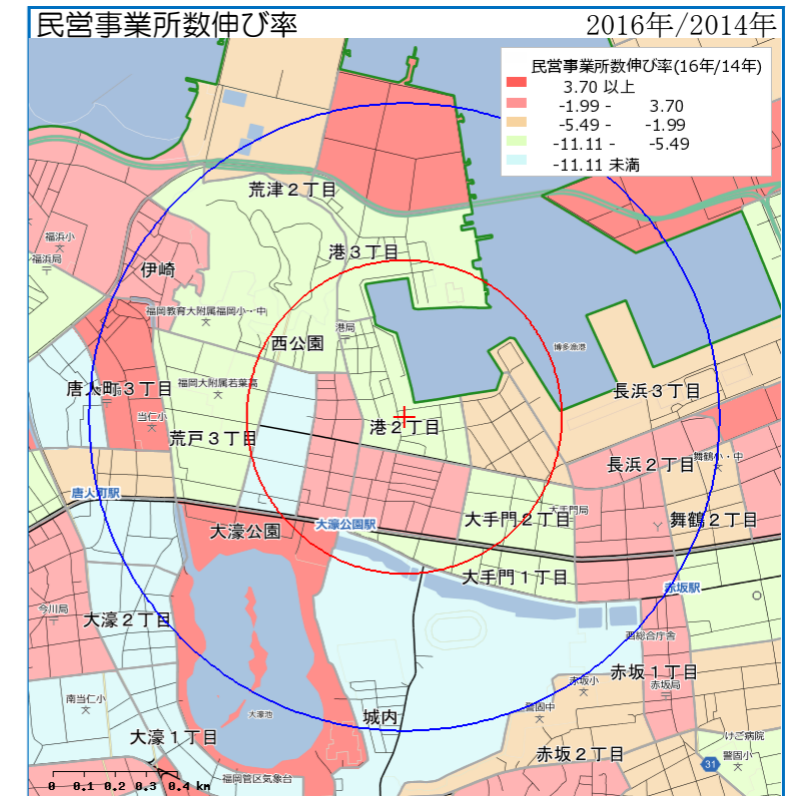 民営事業所数伸び率
2016年/2014年
民営事業所数伸び率(16年/14年)
3.70 以上
-1.99 - 3.70
-5.49 - -1.99
-11.11 - -5.49
-11.11 未満
荒津２丁目
福浜小
文
福浜局
〒
港３丁目
伊崎
福岡教育大附属福岡小・中
文
港局
〒
西公園
博多漁港
唐人町３丁目
福岡大附属若葉高
文
長浜３丁目
当仁小
文
荒戸３丁目
港２丁目
長浜２丁目
舞鶴小・中
文
唐人町駅
大濠公園
大濠公園駅
大手門２丁目
大手門局
〒
舞鶴２丁目
大手門１丁目
赤坂駅
今川局
〒
大濠２丁目
西総合庁舎
赤坂小
文
赤坂１丁目
赤坂局
〒
南当仁小
文
大濠池
城内
警固中
文
大濠１丁目
けご病院
赤坂２丁目
警固小
文
31
福岡管区気象台
0 0.1 0.2 0.3 0.4 km